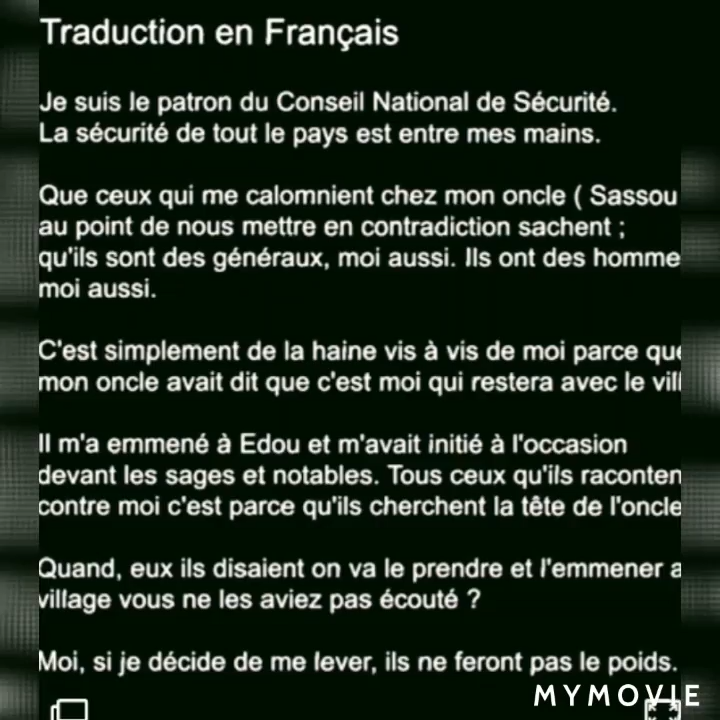 Traduction en Français
Je suis le patron du Conseil National de Sécurité.
La sécurité de tout le pays est entre mes mains.
Que ceux qui me calomnient chez mon oncle ( Sassou
au point de nous mettre en contradiction sachent ;
qu'ils sont des généraux, moi aussi. Ils ont des homme
moi aussi.
C'est simplement de la haine vis à vis de moi parce que
mon oncle avait dit que c'est moi qui restera avec le vill
Il m'a emmené à Edou et m'avait initié à l'occasion
devant les sages et notables. Tous ceux qu'ils raconten
contre moi c'est parce qu'ils cherchent la tête de l'oncle
Quand, eux ils disaient on va le prendre et l'emmener a
village vous ne les aviez pas écouté ?
Moi, si je décide de me lever, ils ne feront pas le poids.
MYMOVIE